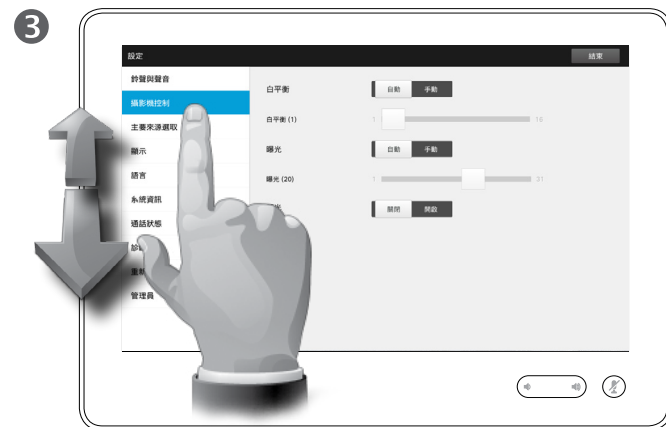 3
設定 結束
鈴聲與聲音
攝影機控制
主要來源選取
顯示
語言
系統資訊
通話狀態
管理員
白平衡 自動 手動
白平衡 (1) 1 16
曝光 自動 手動
曝光 (20) 1 31
關閉 開啟